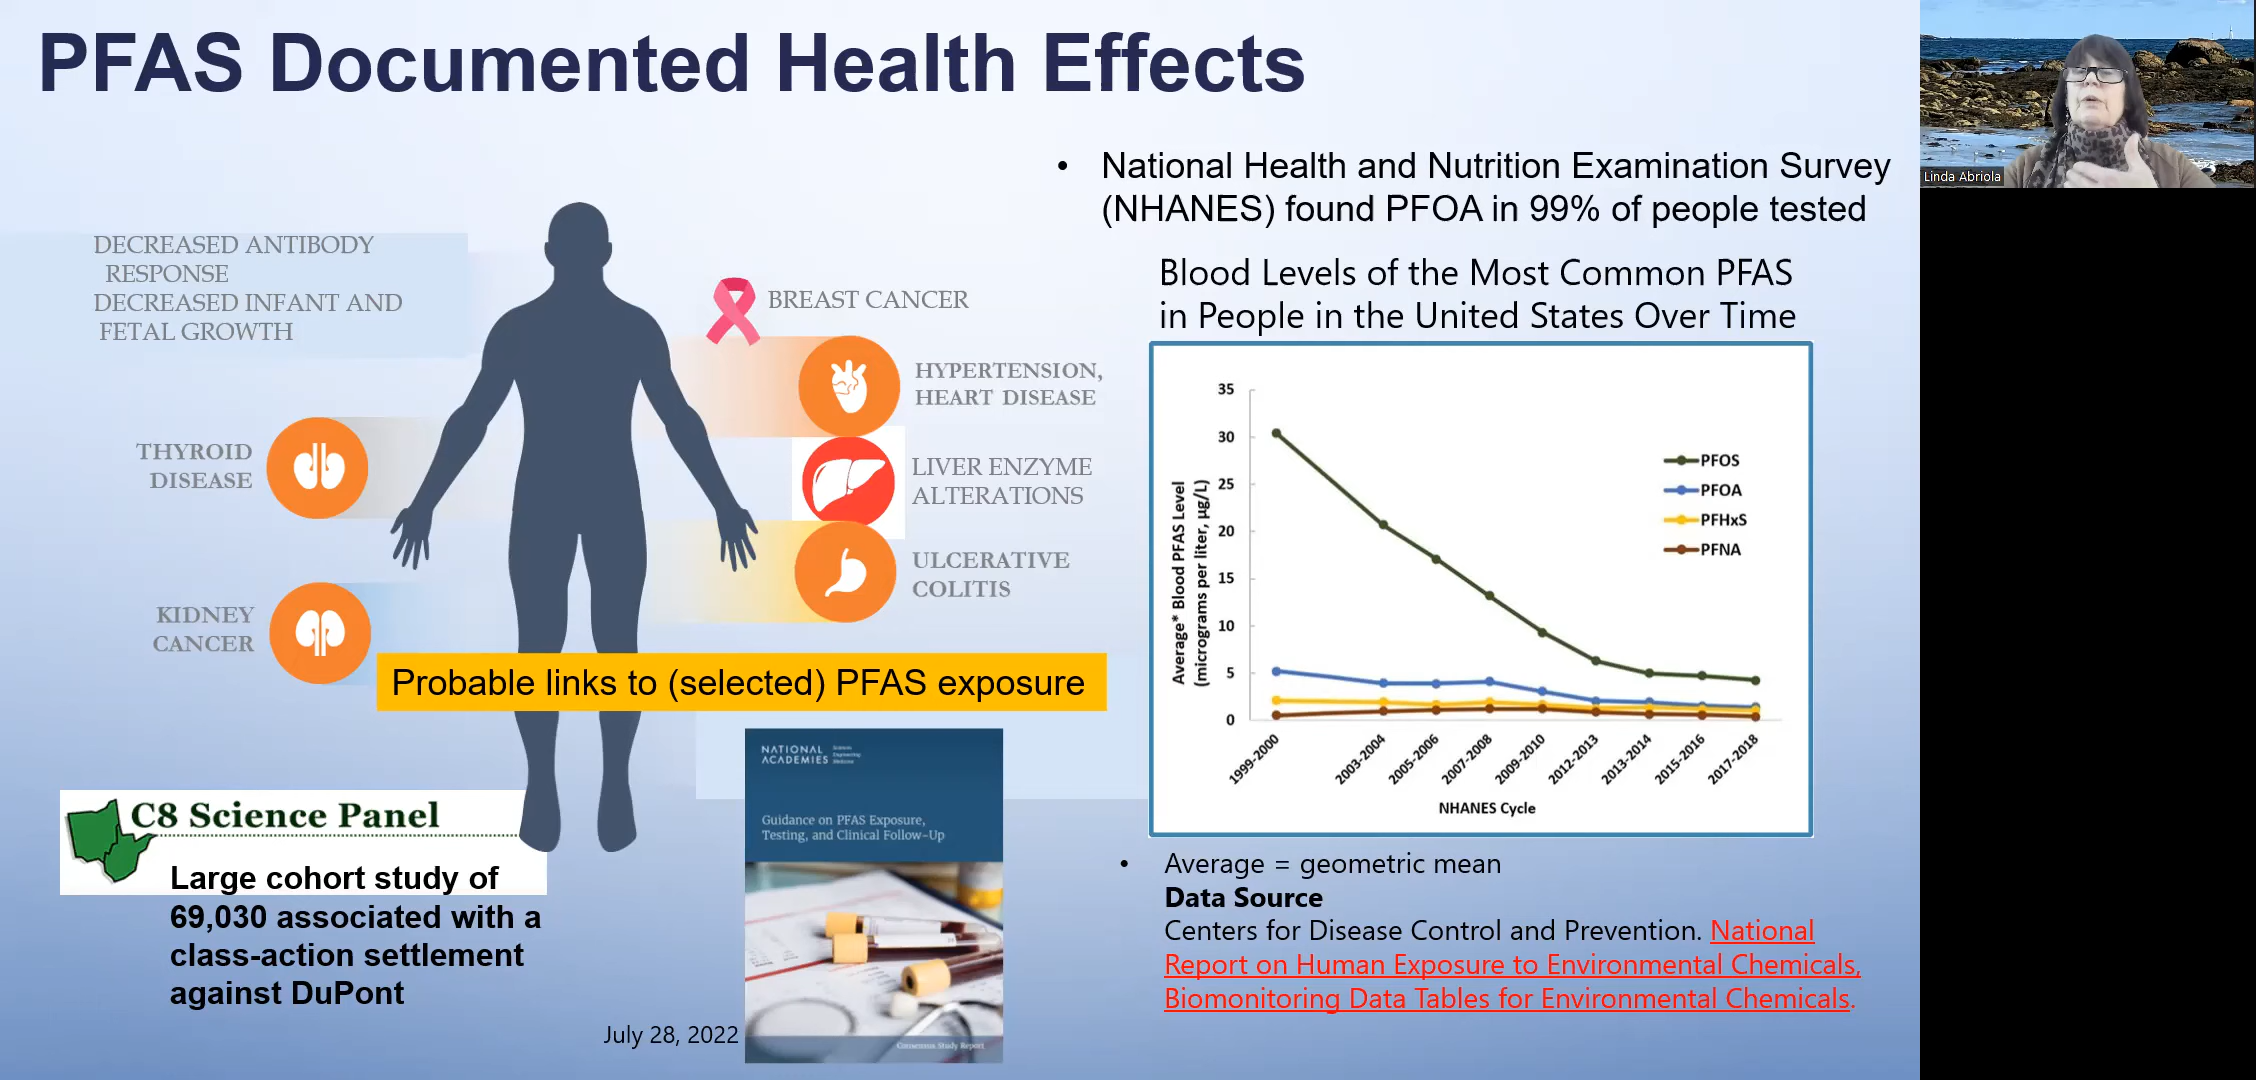 PFAS Documented Health Effects
DECREASED ANTIBODY
RESPONSE
DECREASED INFANT AND
FETAL GROWTH
THYROID
DISEASE
KIDNEY
CANCER
BREAST CANCER
HYPERTENSION,
HEART DISEASE
LIVER ENZYME
ALTERATIONS
ULCERATIVE
COLITIS
Probable links to (selected) PFAS exposure
C8 Science Panel
Large cohort study of
69,030 associated with a
class-action settlement
against DuPont
July 28, 2022
NATIONAL
ACADEMIES
Sciences
Engineering
Medicine
Guidance on PFAS Exposure,
Testing, and Clinical Follow-Up
Consensus Study Report
• National Health and Nutrition Examination Survey
(NHANES) found PFOA in 99% of people tested
Blood Levels of the Most Common PFAS
in People in the United States Over Time
Average* Blood PFAS Level
(micrograms per liter, µg/L)
35
30
25
20
15
10
5
0
PFOS
PFOA
PFHxS
PFNA
1999-2000
2003-2004
2005-2006
2007-2008
2009-2010
2012-2013
2013-2014
2015-2016
2017-2018
NHANES Cycle
• Average = geometric mean
Data Source
Centers for Disease Control and Prevention. National
Report on Human Exposure to Environmental Chemicals,
Biomonitoring Data Tables for Environmental Chemicals.
Linda Abriola